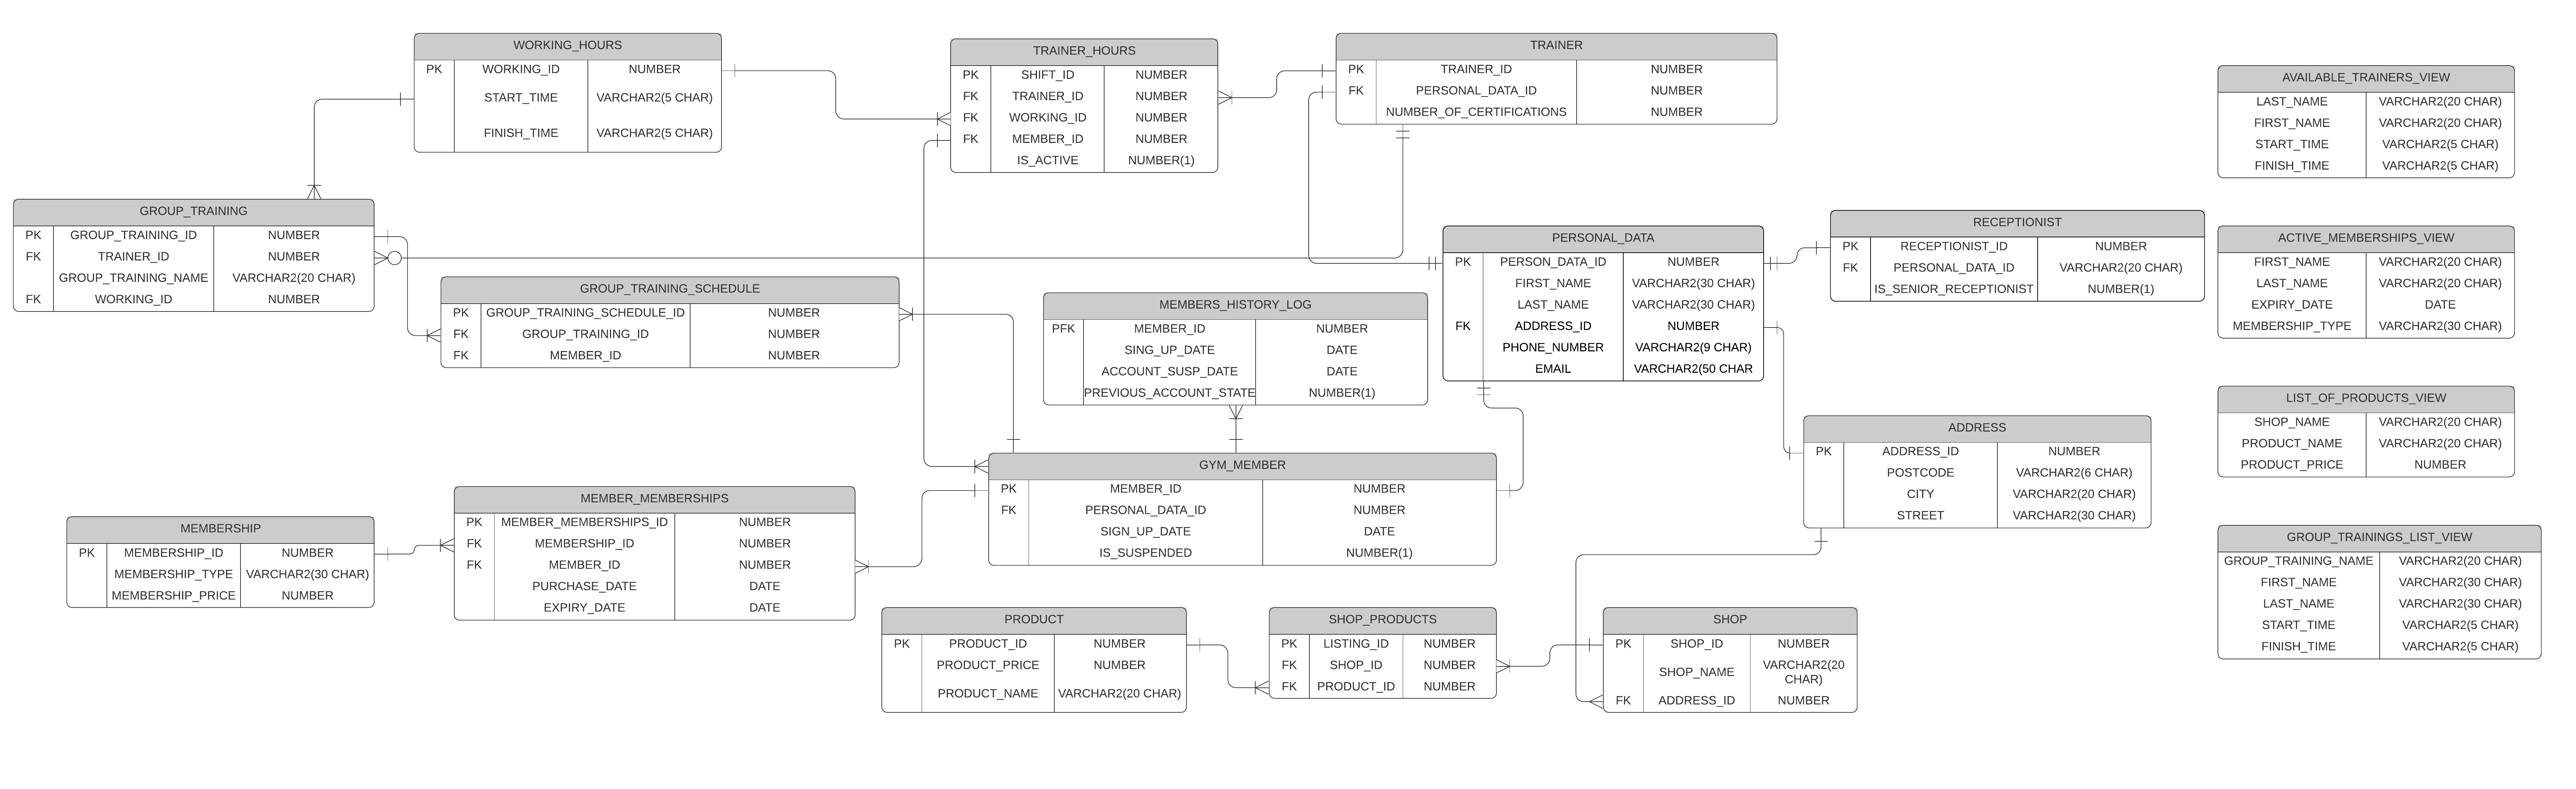 WORKING_HOURS
PK WORKING_ID NUMBER
START_TIME VARCHAR2(5 CHAR)
FINISH_TIME VARCHAR2(5 CHAR)
TRAINER_HOURS
PK SHIFT_ID NUMBER
FK TRAINER_ID NUMBER
FK WORKING_ID NUMBER
FK MEMBER_ID NUMBER
IS_ACTIVE NUMBER(1)
TRAINER
PK TRAINER_ID NUMBER
FK PERSONAL_DATA_ID NUMBER
NUMBER_OF_CERTIFICATIONS NUMBER
AVAILABLE_TRAINERS_VIEW
LAST_NAME VARCHAR2(20 CHAR)
FIRST_NAME VARCHAR2(20 CHAR)
START_TIME VARCHAR2(5 CHAR)
FINISH_TIME VARCHAR2(5 CHAR)
GROUP_TRAINING
PK GROUP_TRAINING_ID NUMBER
FK TRAINER_ID NUMBER
GROUP_TRAINING_NAME VARCHAR2(20 CHAR)
FK WORKING_ID NUMBER
GROUP_TRAINING_SCHEDULE
PK GROUP_TRAINING_SCHEDULE_ID NUMBER
FK GROUP_TRAINING_ID NUMBER
FK MEMBER_ID NUMBER
MEMBERS_HISTORY_LOG
PFK MEMBER_ID NUMBER
SING_UP_DATE DATE
ACCOUNT_SUSP_DATE DATE
PREVIOUS_ACCOUNT_STATE NUMBER(1)
PERSONAL_DATA
PK PERSON_DATA_ID NUMBER
FIRST_NAME VARCHAR2(30 CHAR)
LAST_NAME VARCHAR2(30 CHAR)
FK ADDRESS_ID NUMBER
PHONE_NUMBER VARCHAR2(9 CHAR)
EMAIL VARCHAR2(50 CHAR
RECEPTIONIST
PK RECEPTIONIST_ID NUMBER
FK PERSONAL_DATA_ID VARCHAR2(20 CHAR)
IS_SENIOR_RECEPTIONIST NUMBER(1)
ACTIVE_MEMBERSHIPS_VIEW
FIRST_NAME VARCHAR2(20 CHAR)
LAST_NAME VARCHAR2(20 CHAR)
EXPIRY_DATE DATE
MEMBERSHIP_TYPE VARCHAR2(30 CHAR)
LIST_OF_PRODUCTS_VIEW
SHOP_NAME VARCHAR2(20 CHAR)
PRODUCT_NAME VARCHAR2(20 CHAR)
PRODUCT_PRICE NUMBER
ADDRESS
PK ADDRESS_ID NUMBER
POSTCODE VARCHAR2(6 CHAR)
CITY VARCHAR2(20 CHAR)
STREET VARCHAR2(30 CHAR)
GYM_MEMBER
PK MEMBER_ID NUMBER
FK PERSONAL_DATA_ID NUMBER
SIGN_UP_DATE DATE
IS_SUSPENDED NUMBER(1)
MEMBER_MEMBERSHIPS
PK MEMBER_MEMBERSHIPS_ID NUMBER
FK MEMBERSHIP_ID NUMBER
FK MEMBER_ID NUMBER
PURCHASE_DATE DATE
EXPIRY_DATE DATE
MEMBERSHIP
PK MEMBERSHIP_ID NUMBER
MEMBERSHIP_TYPE VARCHAR2(30 CHAR)
MEMBERSHIP_PRICE NUMBER
GROUP_TRAININGS_LIST_VIEW
GROUP_TRAINING_NAME VARCHAR2(20 CHAR)
FIRST_NAME VARCHAR2(30 CHAR)
LAST_NAME VARCHAR2(30 CHAR)
START_TIME VARCHAR2(5 CHAR)
FINISH_TIME VARCHAR2(5 CHAR)
PRODUCT
PK PRODUCT_ID NUMBER
PRODUCT_PRICE NUMBER
PRODUCT_NAME VARCHAR2(20 CHAR)
SHOP_PRODUCTS
PK LISTING_ID NUMBER
FK SHOP_ID NUMBER
FK PRODUCT_ID NUMBER
SHOP
PK SHOP_ID NUMBER
SHOP_NAME VARCHAR2(20
CHAR)
FK ADDRESS_ID NUMBER